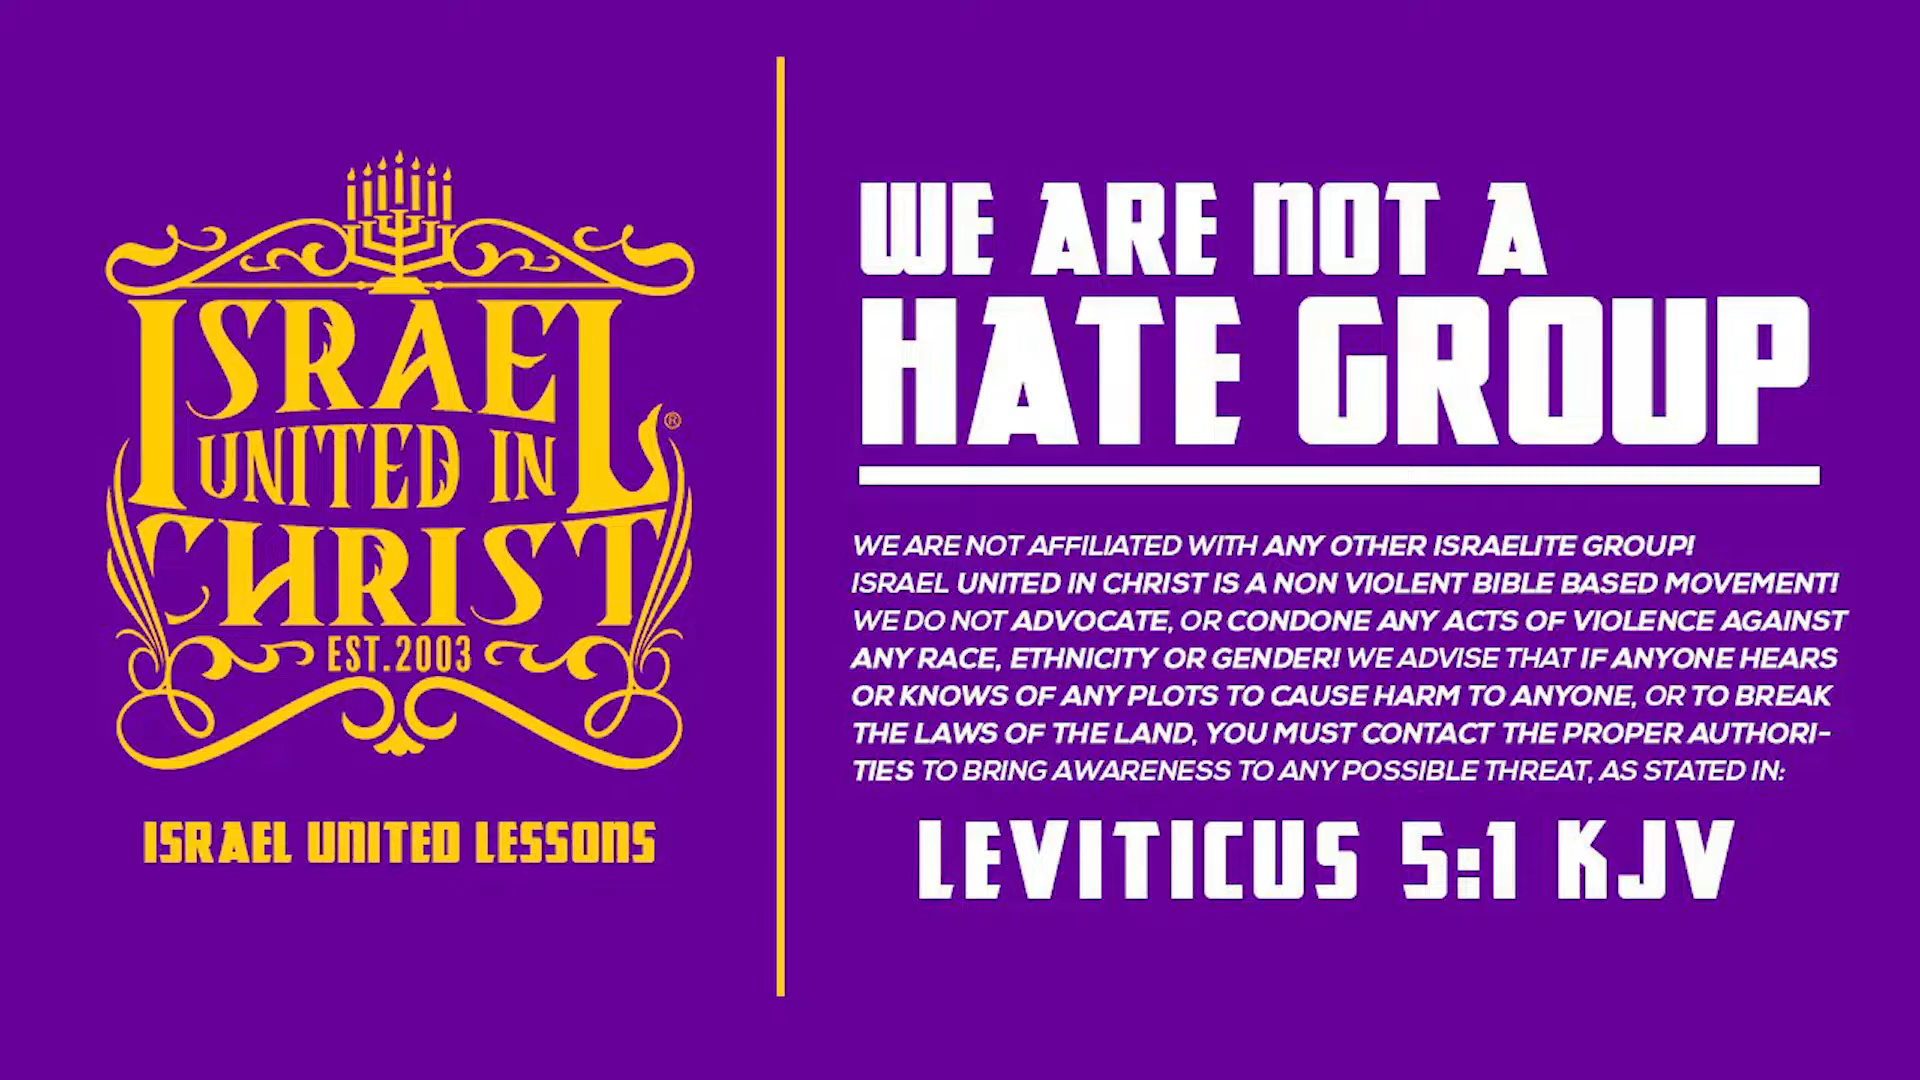 ISRAEL
UNITED IN
CHRIST
®
EST.2003
ISRAEL UNITED LESSONS
WE ARE NOT A
HATE GROUP
WE ARE NOT AFFILIATED WITH ANY OTHER ISRAELITE GROUP!
ISRAEL UNITED IN CHRIST IS A NON VIOLENT BIBLE BASED MOVEMENT!
WE DO NOT ADVOCATE, OR CONDONE ANY ACTS OF VIOLENCE AGAINST
ANY RACE, ETHNICITY OR GENDER! WE ADVISE THAT IF ANYONE HEARS
OR KNOWS OF ANY PLOTS TO CAUSE HARM TO ANYONE, OR TO BREAK
THE LAWS OF THE LAND, YOU MUST CONTACT THE PROPER AUTHORI-
TIES TO BRING AWARENESS TO ANY POSSIBLE THREAT, AS STATED IN:
LEVITICUS 5:1 KJV